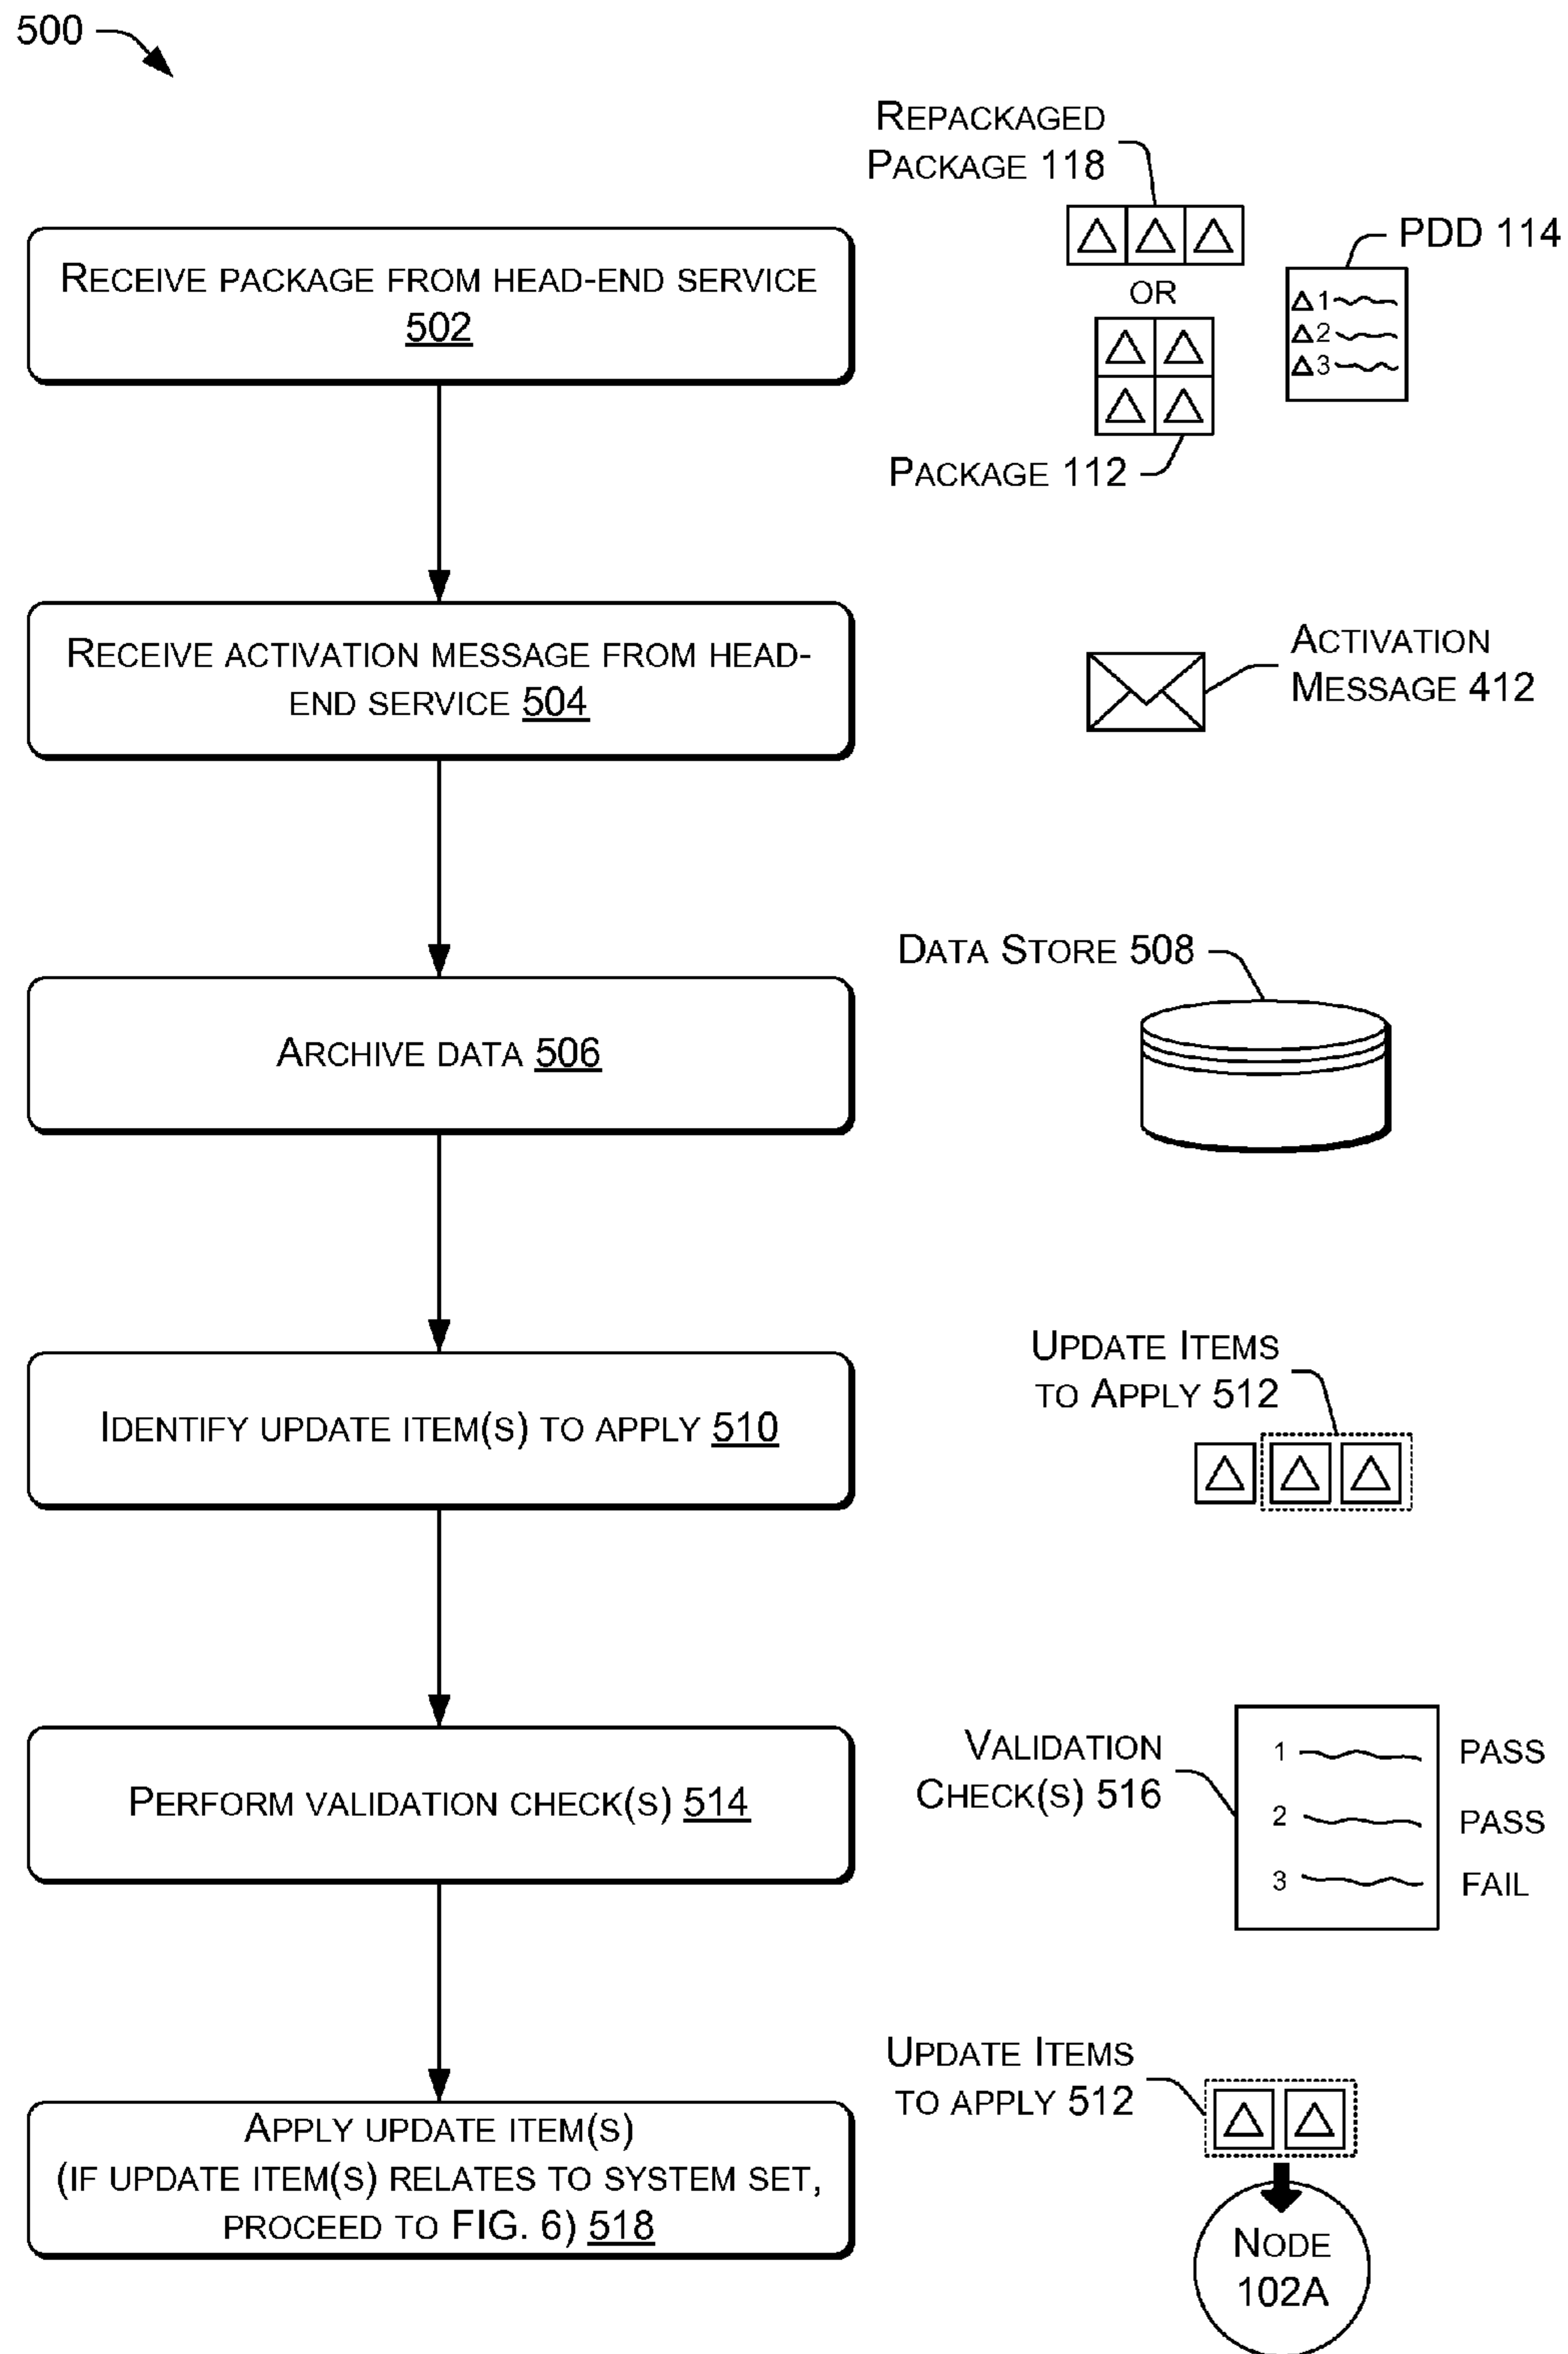 500
REPACKAGED
PACKAGE 118
PDD 114
RECEIVE PACKAGE FROM HEAD-END SERVICE
502
OR
Δ1
Δ2
Δ3
PACKAGE 112
RECEIVE ACTIVATION MESSAGE FROM HEAD-
END SERVICE 504
ACTIVATION
MESSAGE 412
DATA STORE 508
ARCHIVE DATA 506
UPDATE ITEMS
TO APPLY 512
IDENTIFY UPDATE ITEM(S) TO APPLY 510
VALIDATION
CHECK(S) 516
1 PASS
2 PASS
3 FAIL
PERFORM VALIDATION CHECK(S) 514
UPDATE ITEMS
TO APPLY 512
APPLY UPDATE ITEM(S)
(IF UPDATE ITEM(S) RELATES TO SYSTEM SET,
PROCEED TO FIG. 6) 518
NODE
102A